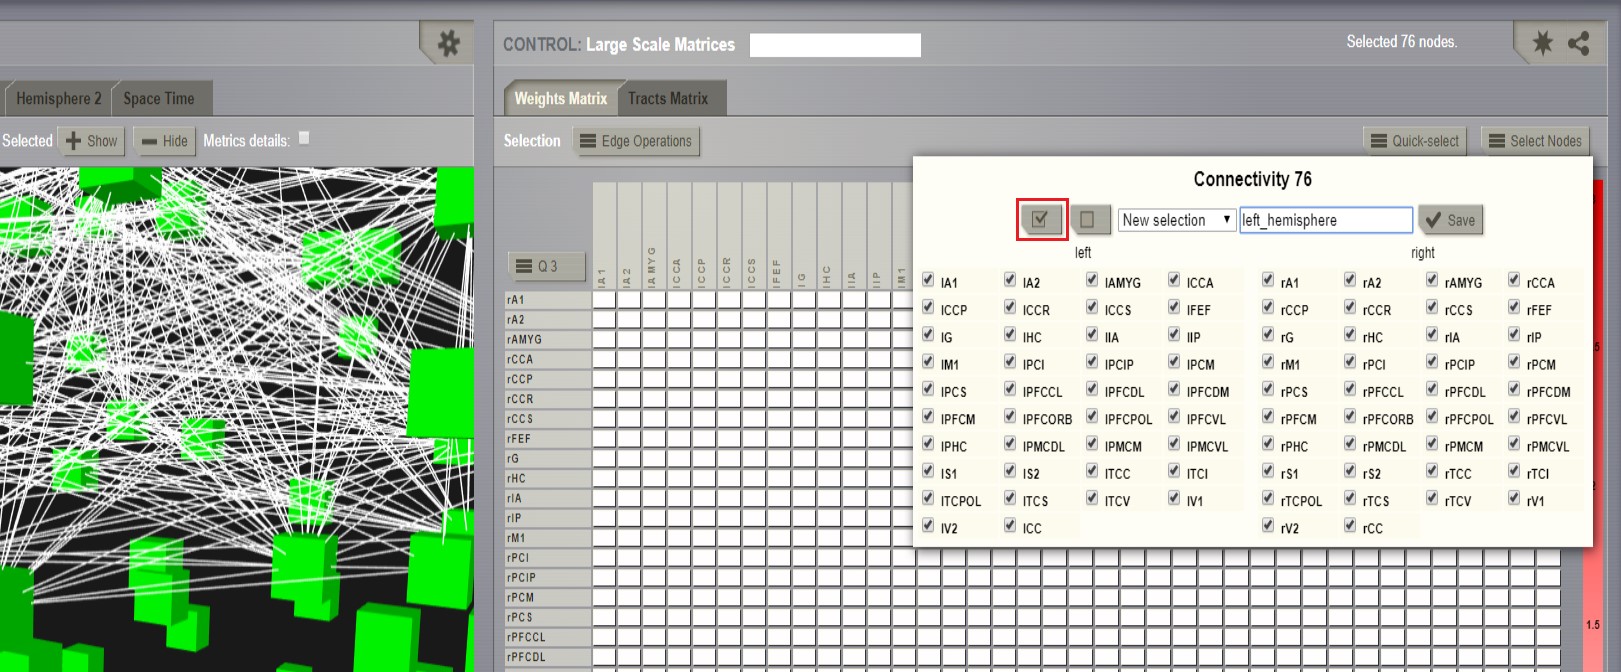 CONTROL: Large Scale Matrices
Selected 76 nodes.
Hemisphere 2 Space Time
Weights Matrix Tracts Matrix
Selected Show Hide Metrics details:
Selection Edge Operations Quick-select Select Nodes
Connectivity 76
New selection left_hemisphere Save
left right
lA1 lA2 lAMYG lCCA rA1 rA2 rAMYG rCCA
lCCP lCCR lCCS lFEF rCCP rCCR rCCS rFEF
lG lHC lIA lIP rG rHC rIA rIP
lM1 lPCI lPCIP lPCM rM1 rPCI rPCIP rPCM
lPCS lPFCCL lPFCDL lPFCDM rPCS rPFCCL rPFCDL rPFCDM
lPFCM lPFCORB lPFCPOL lPFCVL rPFCM rPFCORB rPFCPOL rPFCVL
lPHC lPMCDL lPMCM lPMCVL rPHC rPMCDL rPMCM rPMCVL
lS1 lS2 lTCC lTCI rS1 rS2 rTCC rTCI
lTCPOL lTCS lTCV lV1 rTCPOL rTCS rTCV rV1
lV2 lCC rV2 rCC
Q 3
lA1 lA2 lAMYG lCCA lCCP lCCR lCCS lFEF lG lHC lIA lIP lM1
rA1
rA2
rAMYG
rCCA
rCCP
rCCR
rCCS
rFEF
rG
rHC
rIA
rIP
rM1
rPCI
rPCIP
rPCM
rPCS
rPFCCL
rPFCDL
1.5